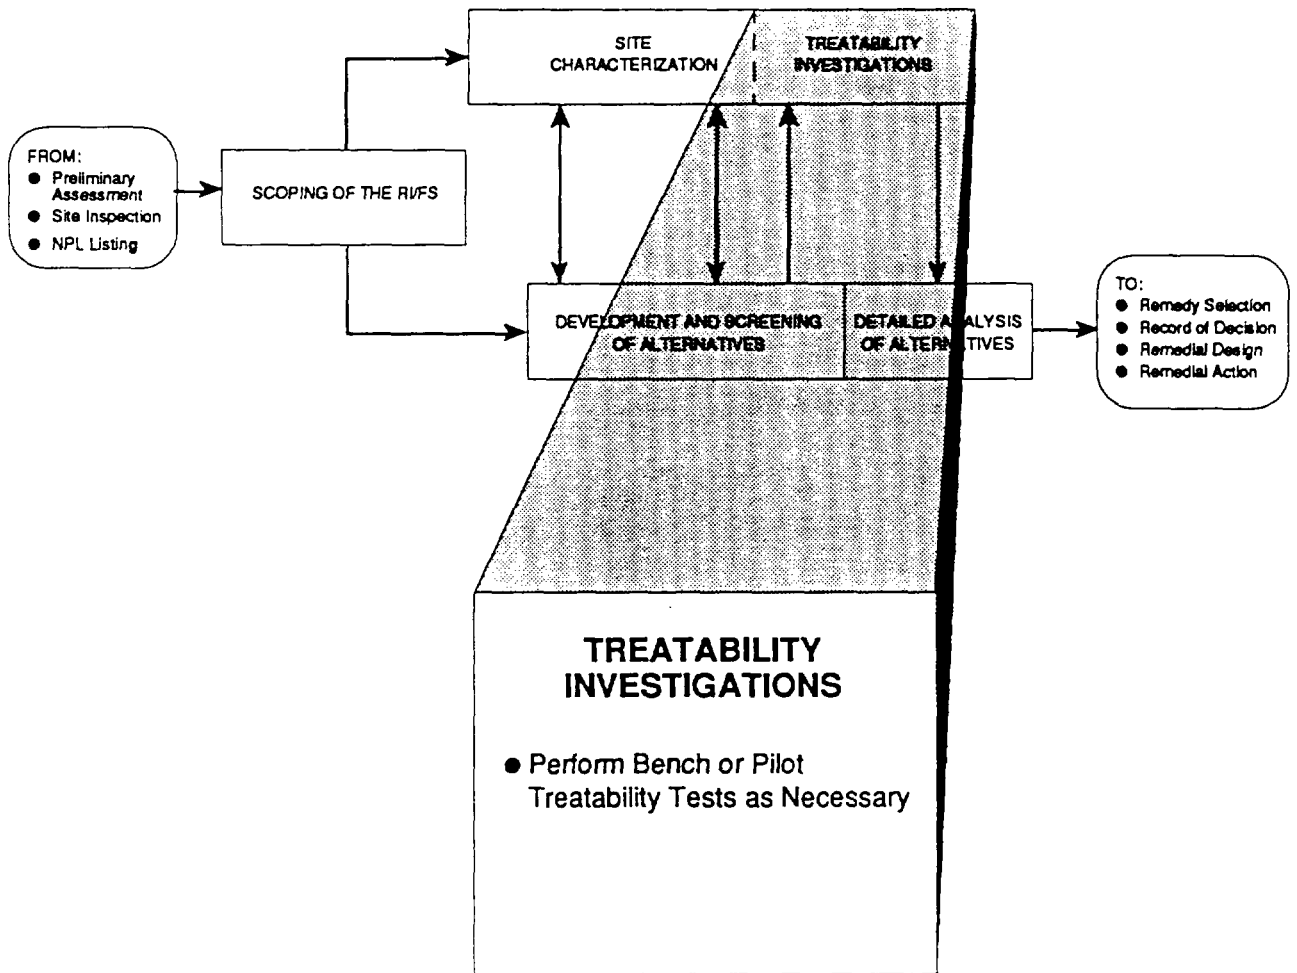 SITE
CHARACTERIZATION
TREATABILITY
INVESTIGATIONS
FROM:
● Preliminary
Assessment
● Site Inspection
● NPL Listing
SCOPING OF THE RI/FS
DEVELOPMENT AND SCREENING
OF ALTERNATIVES
DETAILED ANALYSIS
OF ALTERNATIVES
TO:
● Remedy Selection
● Record of Decision
● Remedial Design
● Remedial Action
TREATABILITY
INVESTIGATIONS
● Perform Bench or Pilot
Treatability Tests as Necessary